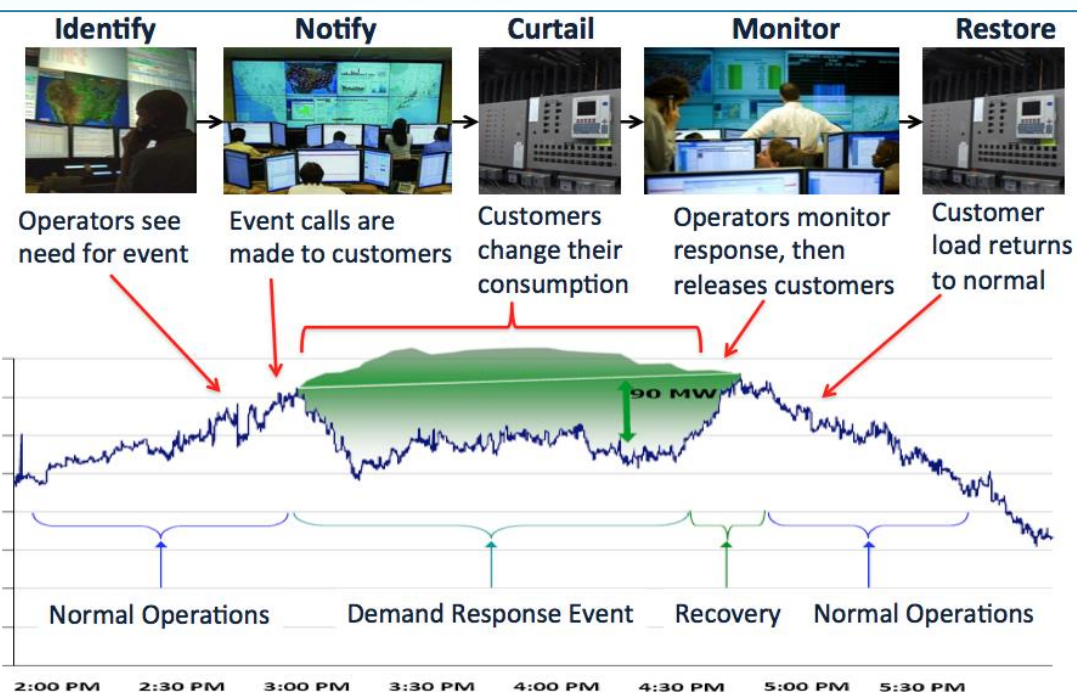 Identify
Notify
Curtail
Monitor
Restore
Operators see
need for event
Event calls are
made to customers
Customers
change their
consumption
Operators monitor
response, then
releases customers
Customer
load returns
to normal
90 MW
Normal Operations
Demand Response Event
Recovery
Normal Operations
2:00 PM
2:30 PM
3:00 PM
3:30 PM
4:00 PM
4:30 PM
5:00 PM
5:30 PM